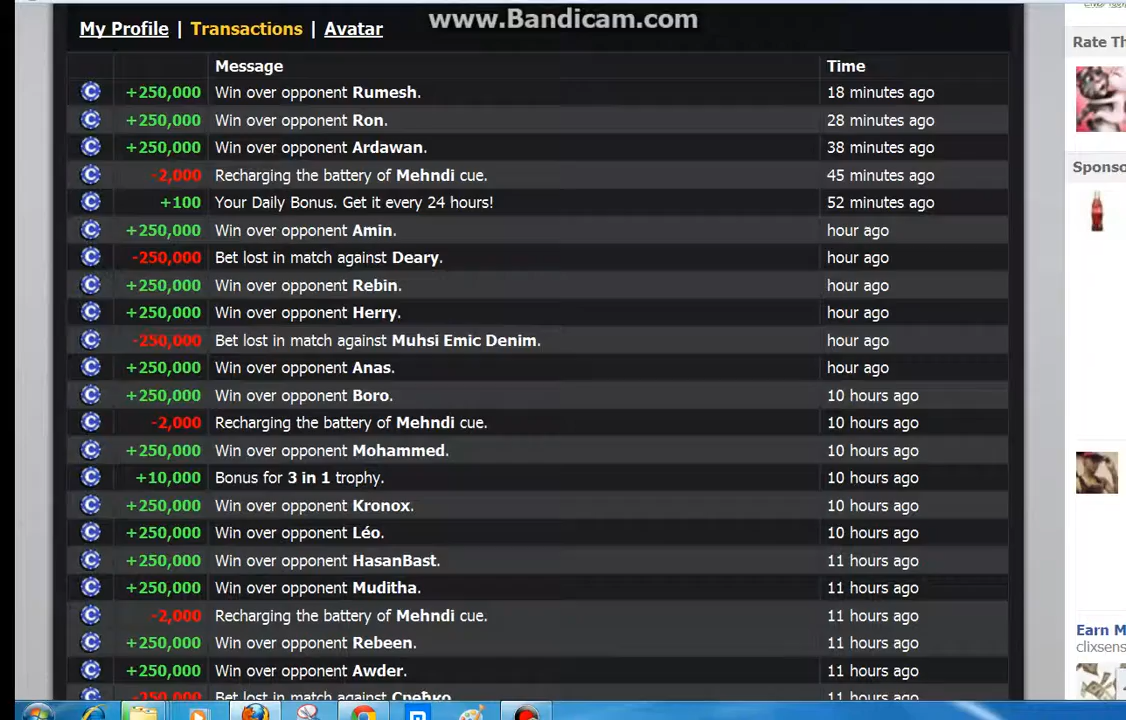 www.Bandicam.com
My Profile | Transactions | Avatar
Message Time
+250,000 Win over opponent Rumesh. 18 minutes ago
+250,000 Win over opponent Ron. 28 minutes ago
+250,000 Win over opponent Ardawan. 38 minutes ago
-2,000 Recharging the battery of Mehndi cue. 45 minutes ago
+100 Your Daily Bonus. Get it every 24 hours! 52 minutes ago
+250,000 Win over opponent Amin. hour ago
-250,000 Bet lost in match against Deary. hour ago
+250,000 Win over opponent Rebin. hour ago
+250,000 Win over opponent Herry. hour ago
-250,000 Bet lost in match against Muhsi Emic Denim. hour ago
+250,000 Win over opponent Anas. hour ago
+250,000 Win over opponent Boro. 10 hours ago
-2,000 Recharging the battery of Mehndi cue. 10 hours ago
+250,000 Win over opponent Mohammed. 10 hours ago
+10,000 Bonus for 3 in 1 trophy. 10 hours ago
+250,000 Win over opponent Kronox. 10 hours ago
+250,000 Win over opponent Léo. 10 hours ago
+250,000 Win over opponent HasanBast. 11 hours ago
+250,000 Win over opponent Muditha. 11 hours ago
-2,000 Recharging the battery of Mehndi cue. 11 hours ago
+250,000 Win over opponent Rebeen. 11 hours ago
+250,000 Win over opponent Awder. 11 hours ago
-250,000 Bet lost in match against Срећко 11 hours ago
Rate Th
Sponso
Earn M
clixsens